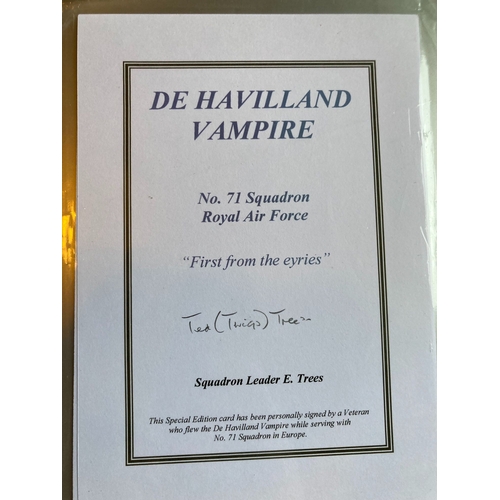 DE HAVILLAND
VAMPIRE
No. 71 Squadron
Royal Air Force
“First from the eyries”
Ted (Twigs) Trees
Squadron Leader E. Trees
This Special Edition card has been personally signed by a Veteran
who flew the De Havilland Vampire while serving with
No. 71 Squadron in Europe.